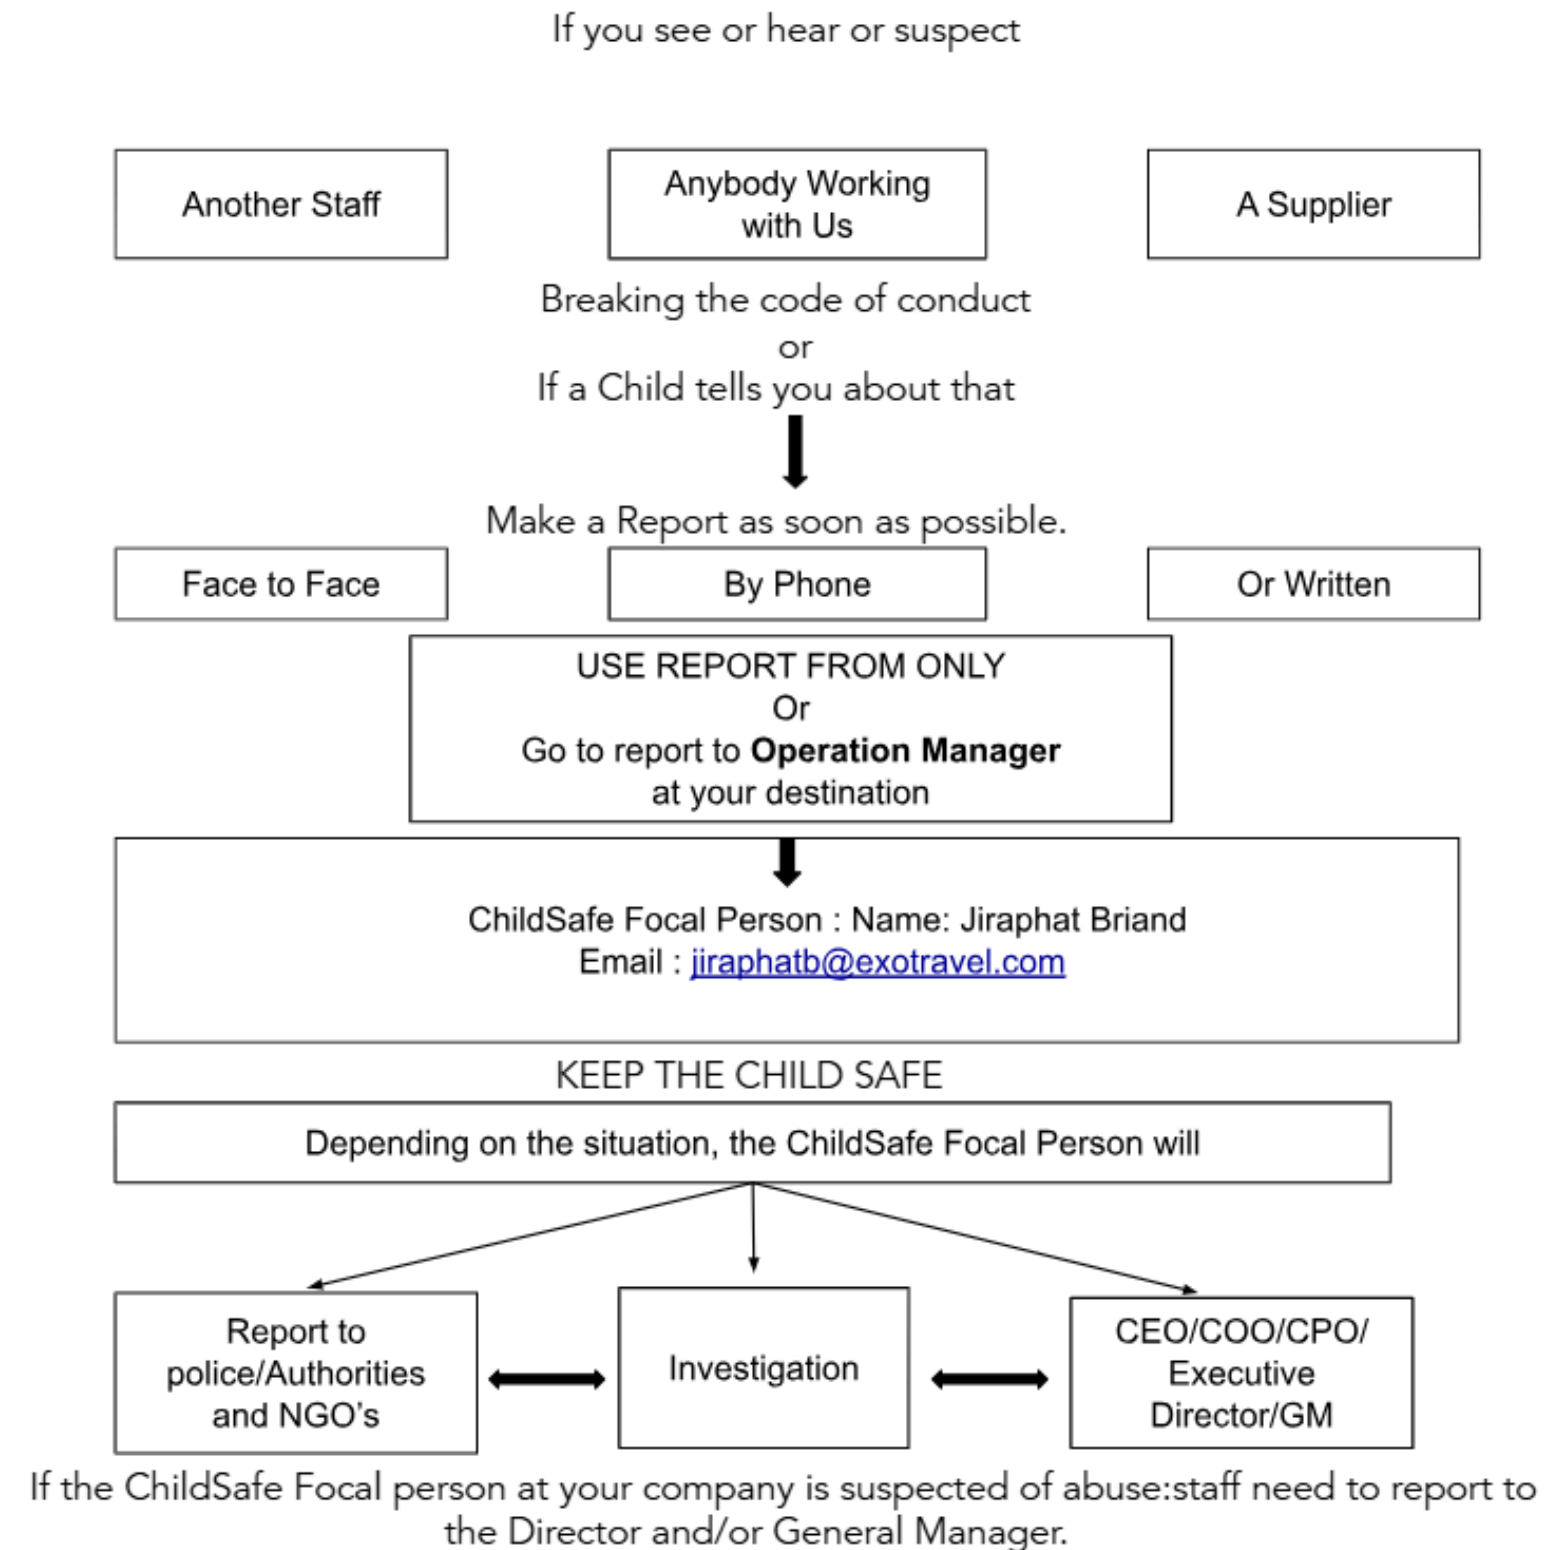 If you see or hear or suspect
Another Staff
Anybody Working
with Us
A Supplier
Breaking the code of conduct
or
If a Child tells you about that
Make a Report as soon as possible.
Face to Face
By Phone
Or Written
USE REPORT FROM ONLY
Or
Go to report to Operation Manager
at your destination
ChildSafe Focal Person : Name: Jiraphat Briand
Email : jiraphatb@exotravel.com
KEEP THE CHILD SAFE
Depending on the situation, the ChildSafe Focal Person will
Report to
police/Authorities
and NGO's
Investigation
CEO/COO/CPO/
Executive
Director/GM
If the ChildSafe Focal person at your company is suspected of abuse:staff need to report to
the Director and/or General Manager.